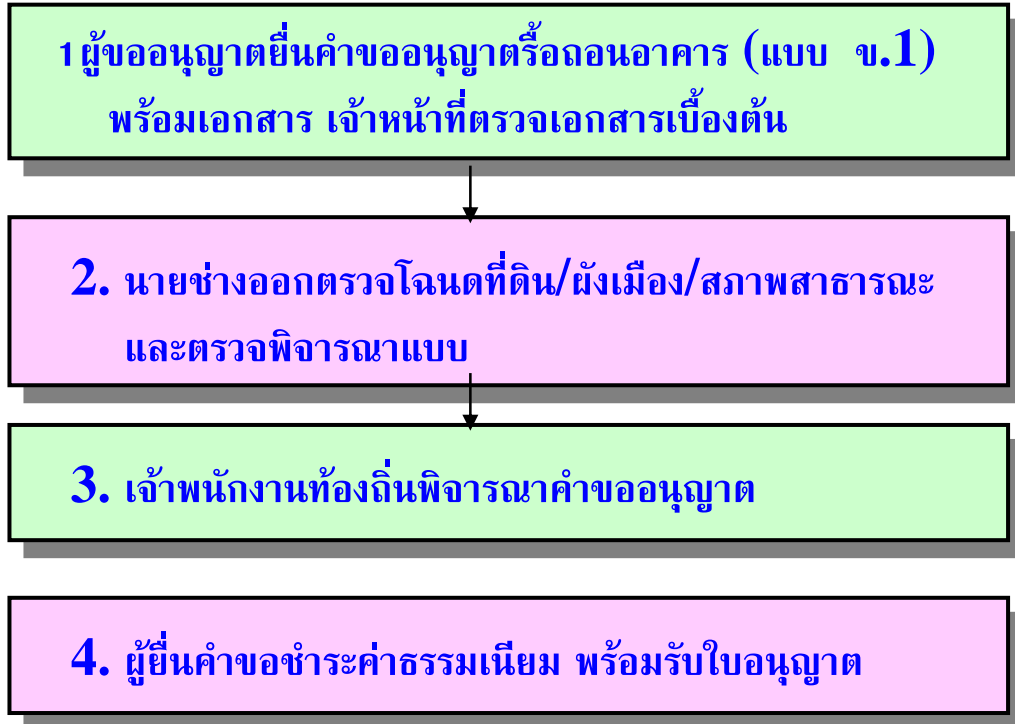 1 ผู้ขออนุญาตยื่นคำขออนุญาตรื้อถอนอาคาร (แบบ ข.1)
พร้อมเอกสาร เจ้าหน้าที่ตรวจเอกสารเบื้องต้น
2. นายช่างออกตรวจโฉนดที่ดิน/ผังเมือง/สภาพสาธารณะ
และตรวจพิจารณาแบบ
3. เจ้าพนักงานท้องถิ่นพิจารณาคำขออนุญาต
4. ผู้ยื่นคำขอชำระค่าธรรมเนียม พร้อมรับใบอนุญาต